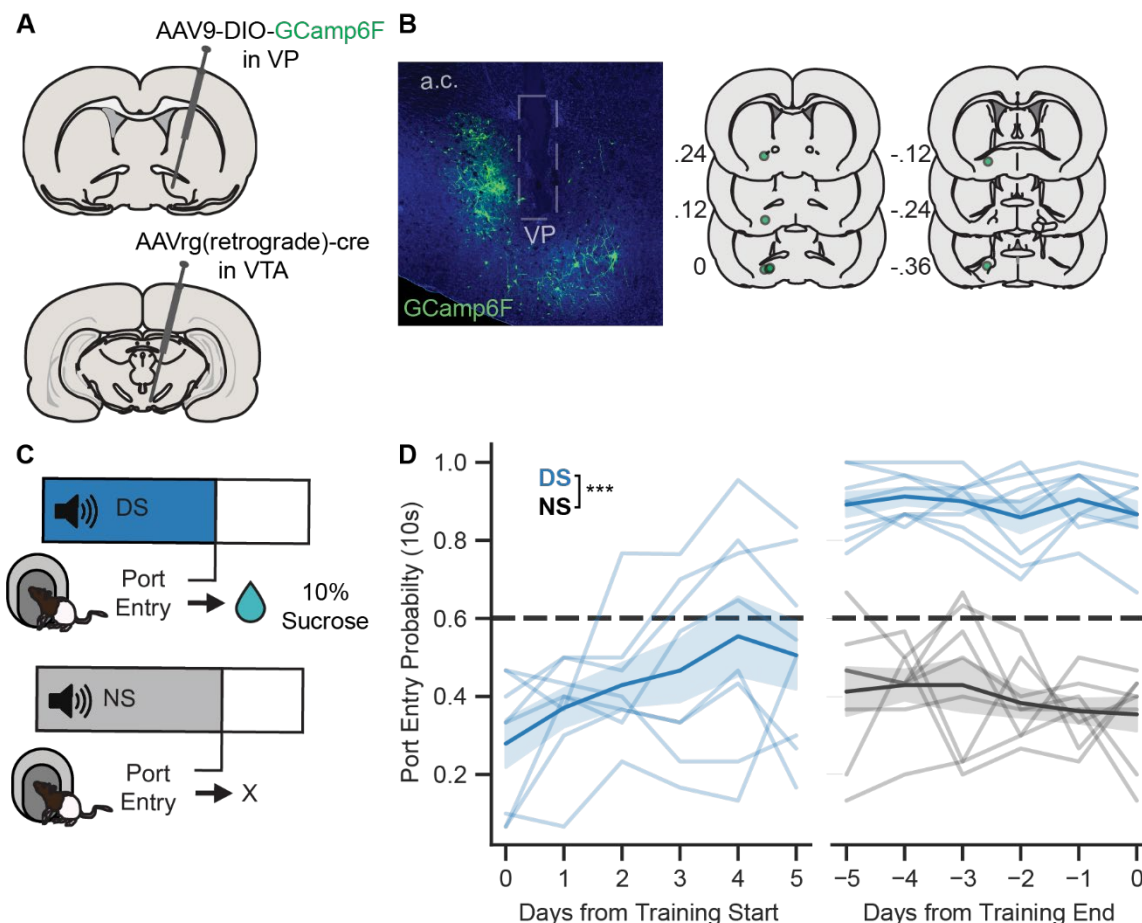 A
AAV9-DIO-GCamp6F
in VP
AAVrg(retrograde)-cre
in VTA
B
a.c.
VP
GCamp6F
.24
.12
0
-.12
-.24
-.36
C
DS
Port
Entry
10%
Sucrose
NS
Port
Entry
X
D
DS
NS
***
Port Entry Probability (10s)
1.0
0.8
0.6
0.4
0.2
0 1 2 3 4 5
Days from Training Start
−5 −4 −3 −2 −1 0
Days from Training End